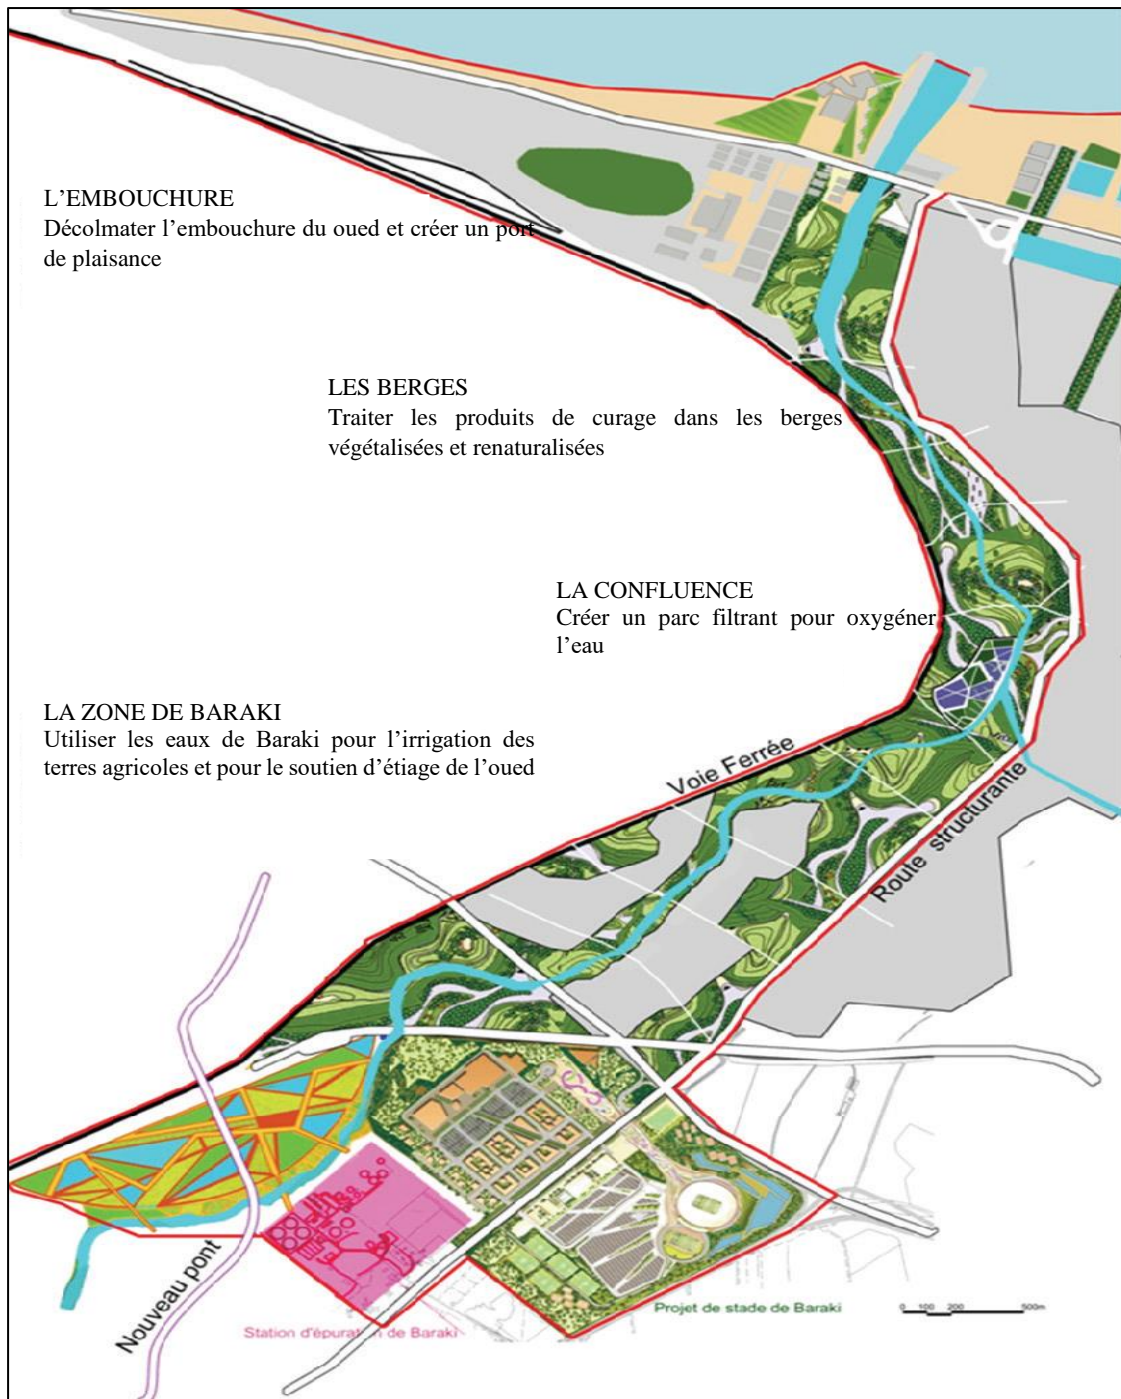 L’EMBOUCHURE
Décolmater l’embouchure du oued et créer un port
de plaisance
LES BERGES
Traiter les produits de curage dans les berges
végétalisées et renaturalisées
LA CONFLUENCE
Créer un parc filtrant pour oxygéner
l’eau
LA ZONE DE BARAKI
Utiliser les eaux de Baraki pour l’irrigation des
terres agricoles et pour le soutien d’étiage de l’oued
Voie Ferrée
Route structurante
Nouveau pont
Station d'épuration de Baraki
Projet de stade de Baraki
0 100 200 500m